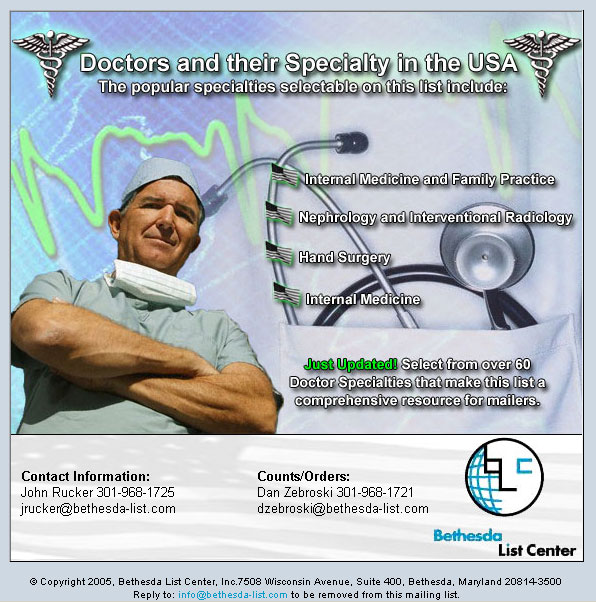 Doctors and their Specialty in the USA
The popular specialties selectable on this list include:
Internal Medicine and Family Practice
Nephrology and Interventional Radiology
Hand Surgery
Internal Medicine
Just Updated! Select from over 60
Doctor Specialties that make this list a
comprehensive resource for mailers.
Contact Information:
John Rucker 301-968-1725
jrucker@bethesda-list.com
Counts/Orders:
Dan Zebroski 301-968-1721
dzebroski@bethesda-list.com
bLc
Bethesda
List Center
© Copyright 2005, Bethesda List Center, Inc.7508 Wisconsin Avenue, Suite 400, Bethesda, Maryland 20814-3500
Reply to: info@bethesda-list.com to be removed from this mailing list.